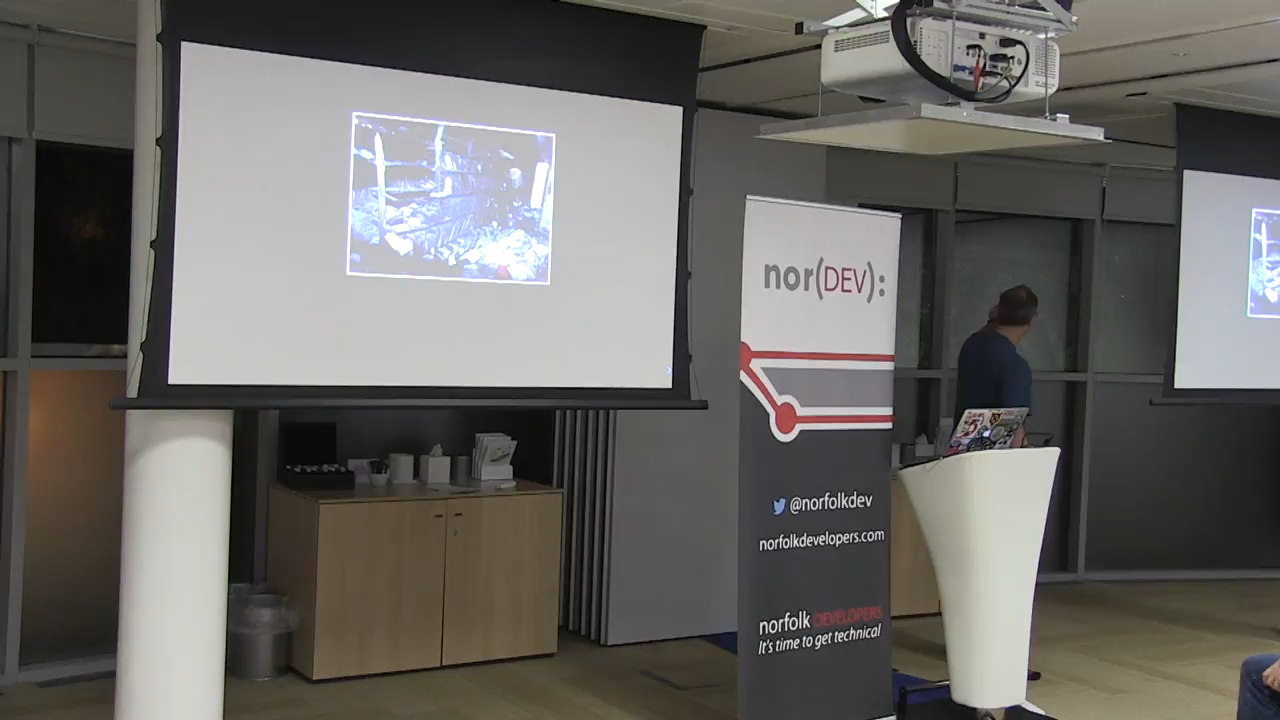 nor(DEV):
@norfolkdev
norfolkdevelopers.com
norfolk DEVELOPERS
It's time to get technical